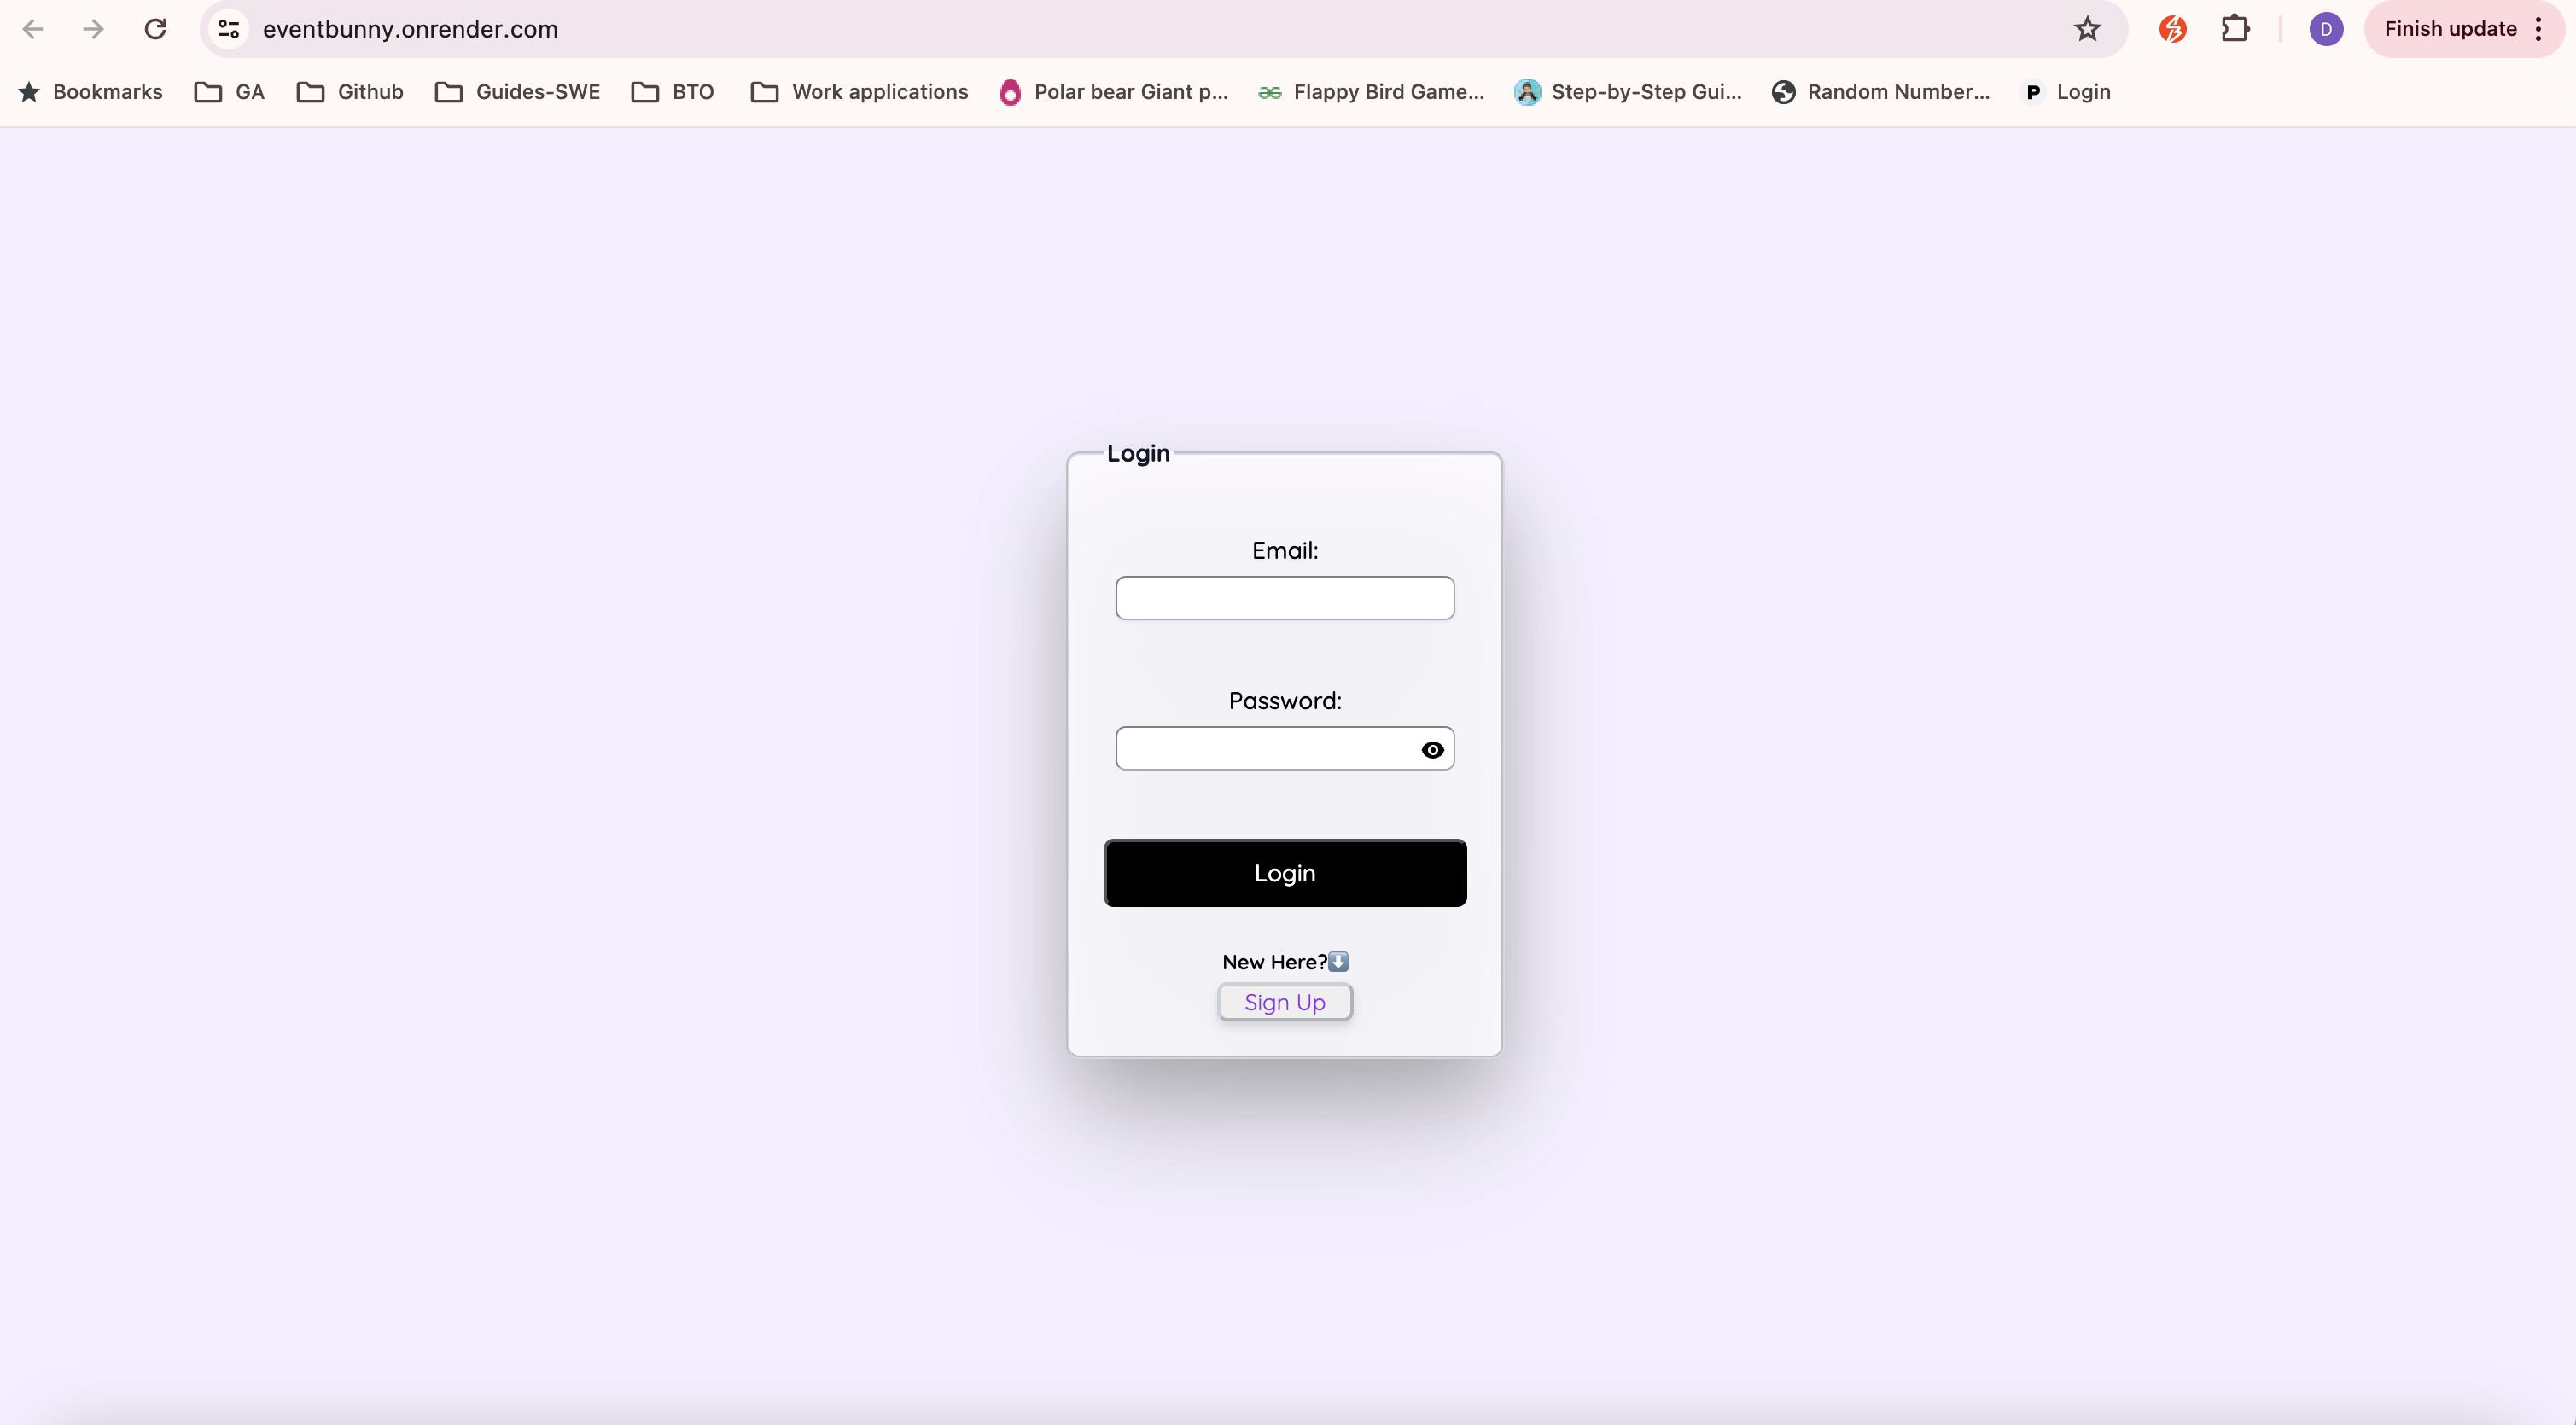 eventbunny.onrender.com
D
Finish update
Bookmarks GA Github Guides-SWE BTO Work applications Polar bear Giant p... Flappy Bird Game... Step-by-Step Gui... Random Number... P Login
Login
Email:
Password:
Login
New Here?⬇️
Sign Up